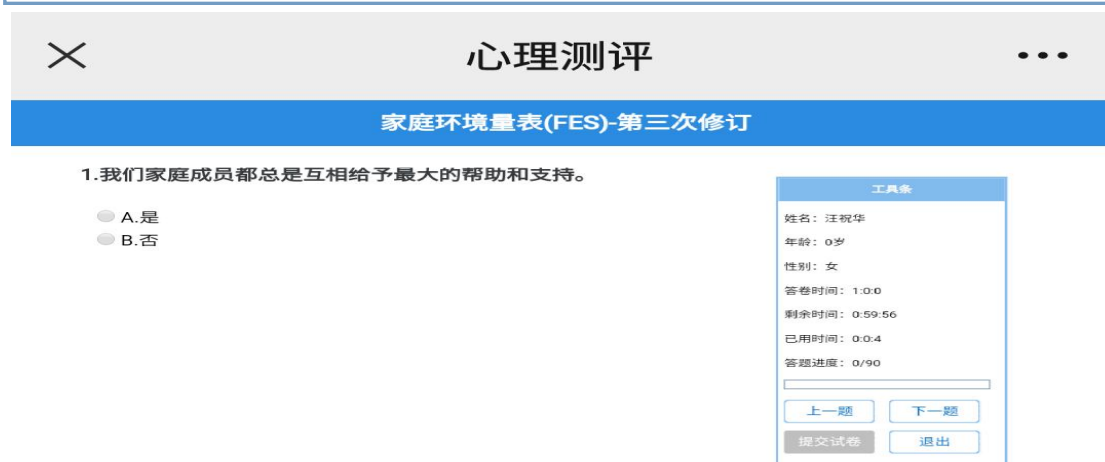 心理测评
家庭环境量表(FES)-第三次修订
1.我们家庭成员都总是互相给予最大的帮助和支持。
A.是
B.否
工具条
姓名：汪祝华
年龄：0岁
性别：女
答卷时间：1:0:0
剩余时间：0:59:56
已用时间：0:0:4
答题进度：0/90
上一题 下一题
提交试卷 退出